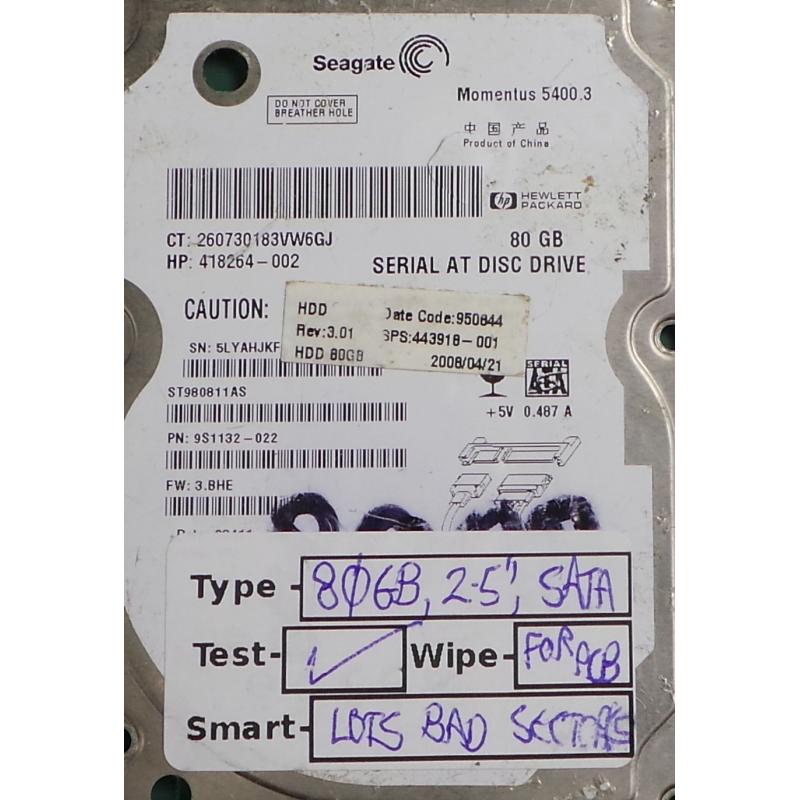 Seagate
DO NOT COVER
BREATHER HOLE
Momentus 5400.3
中国产品
Product of China
hp HEWLETT
PACKARD
CT: 260730183VW6GJ
80 GB
HP: 418264-002
SERIAL AT DISC DRIVE
CAUTION:
HDD
Date Code:950844
Rev:3.01
SPS:443918-001
HDD 80GB
2008/04/21
SN: 5LYAHJKF
SERIAL
ATA
ST980811AS
+5V 0.487 A
PN: 9S1132-022
FW: 3.BHE
Type - 80GB, 2.5", SATA
Test- ✓ Wipe- FOR PCB
Smart- LOTS BAD SECTORS